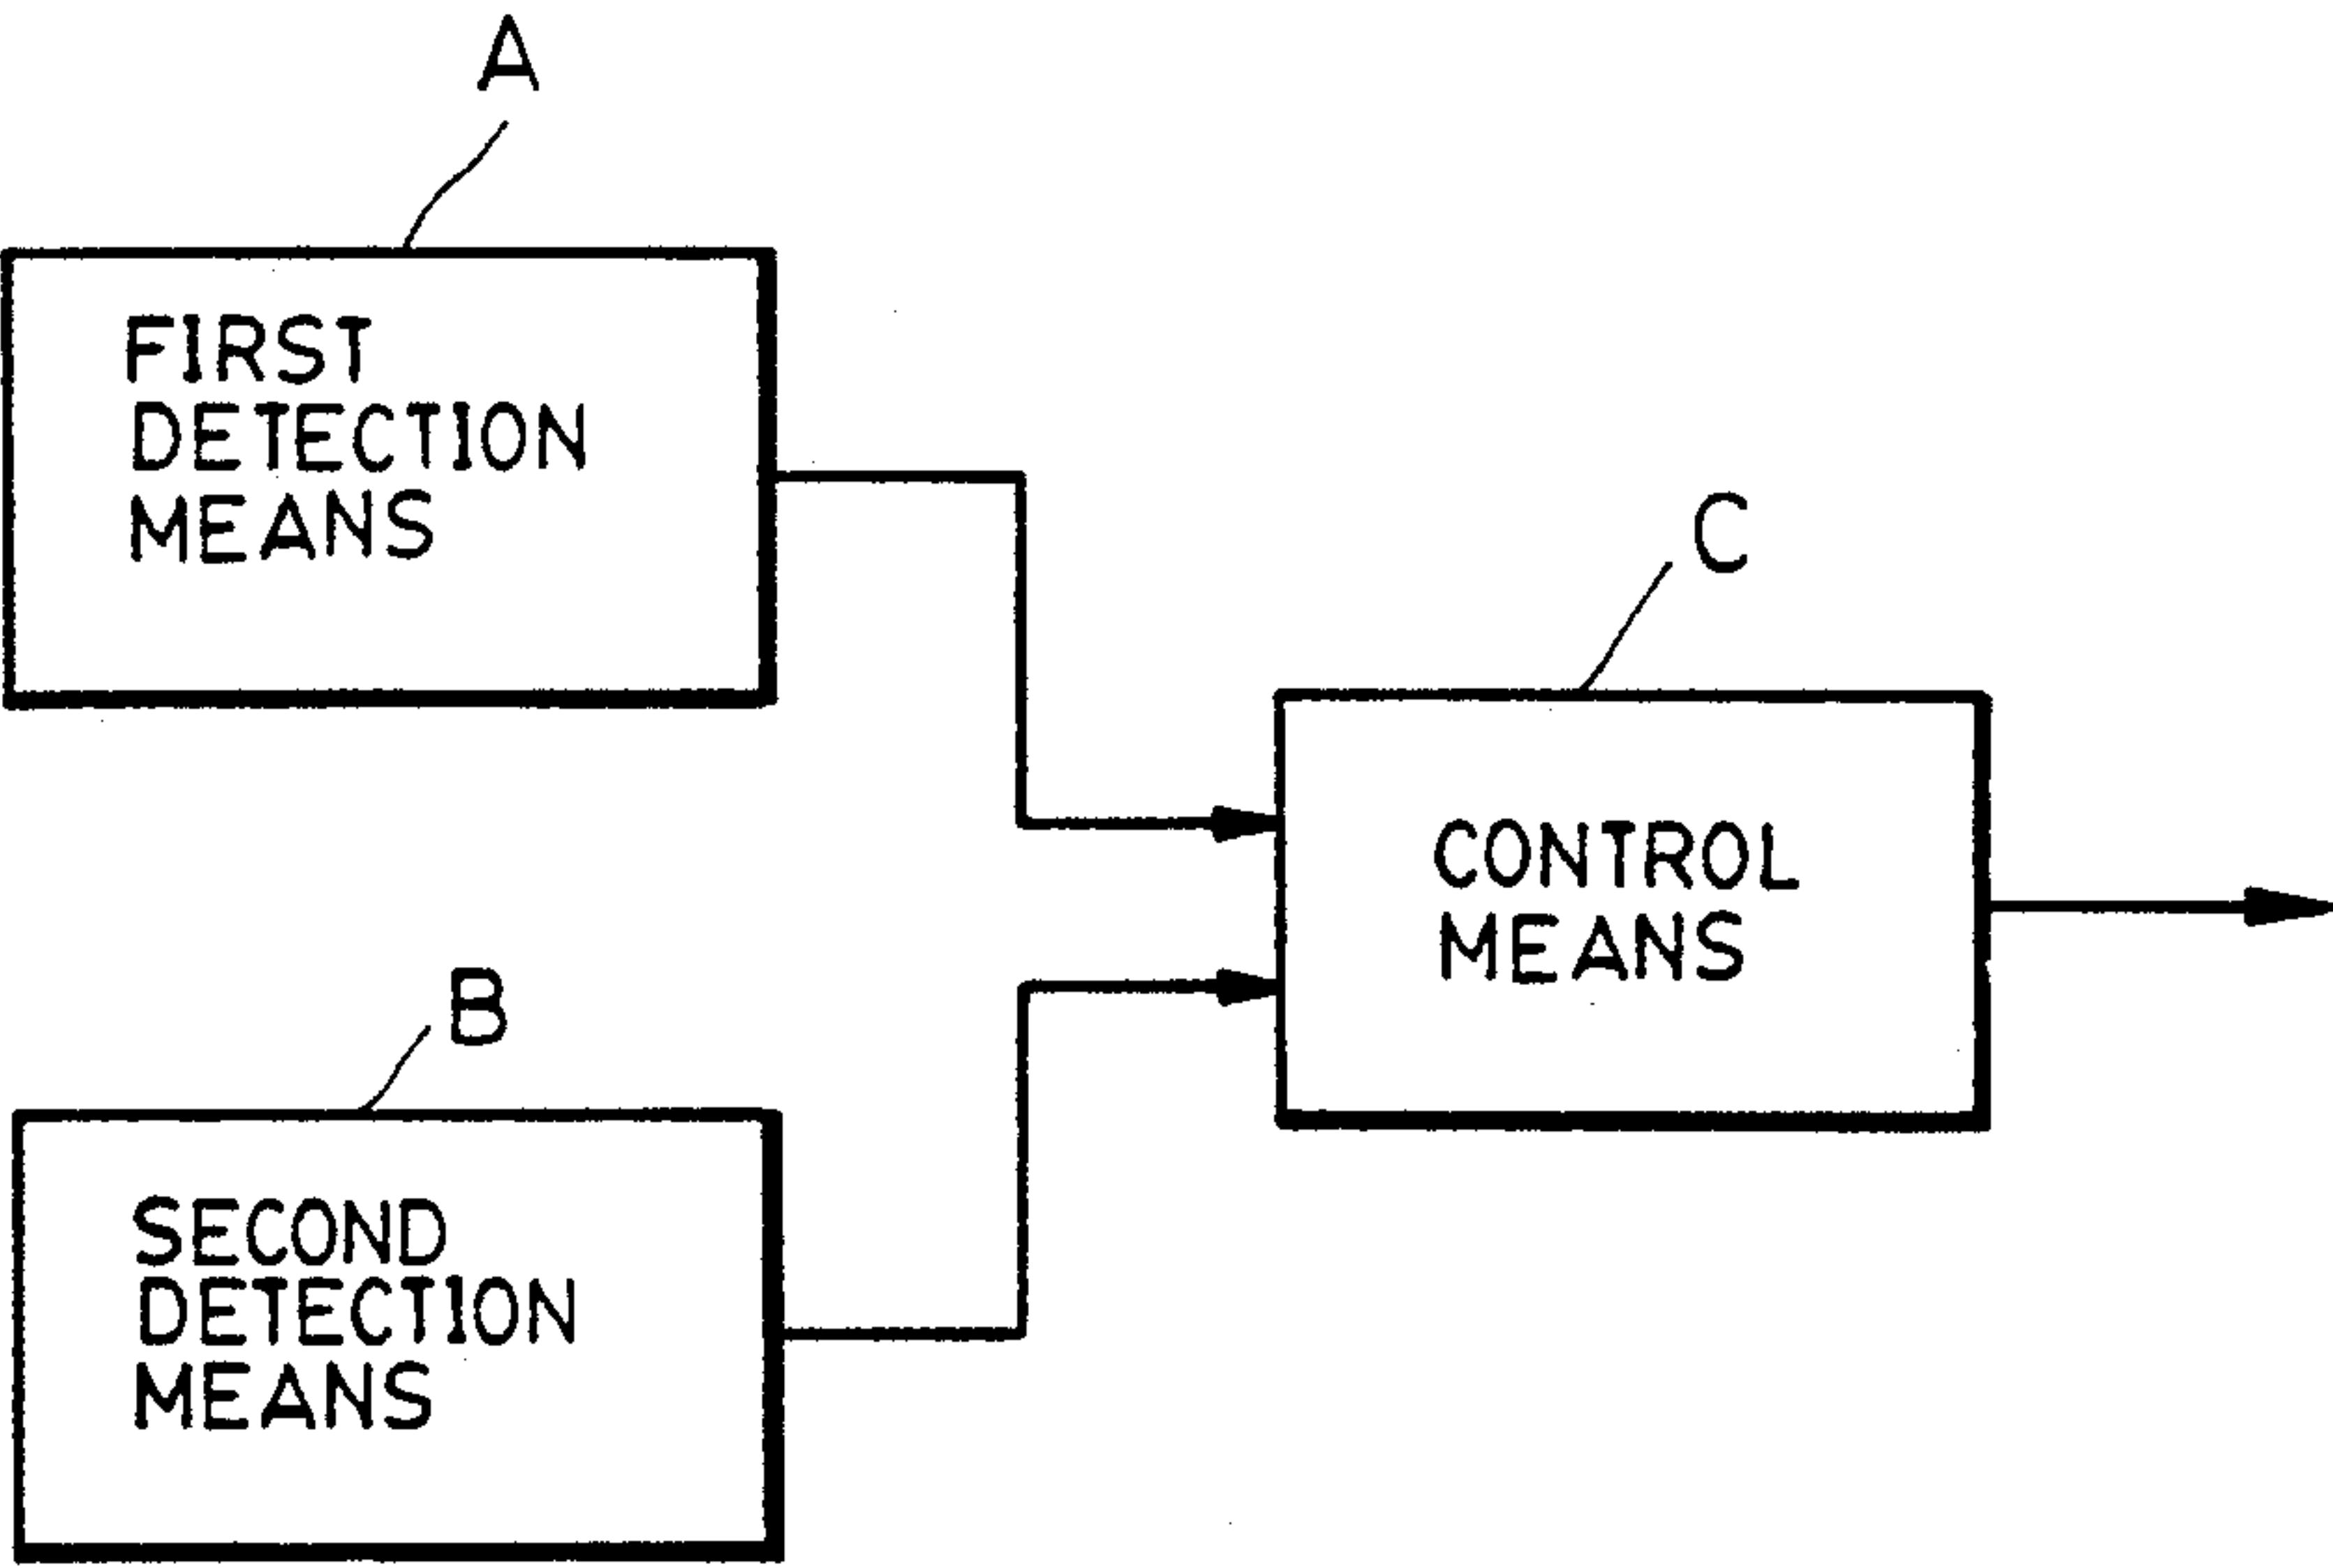 A
FIRST
DETECTION
MEANS
C
CONTROL
MEANS
B
SECOND
DETECTION
MEANS